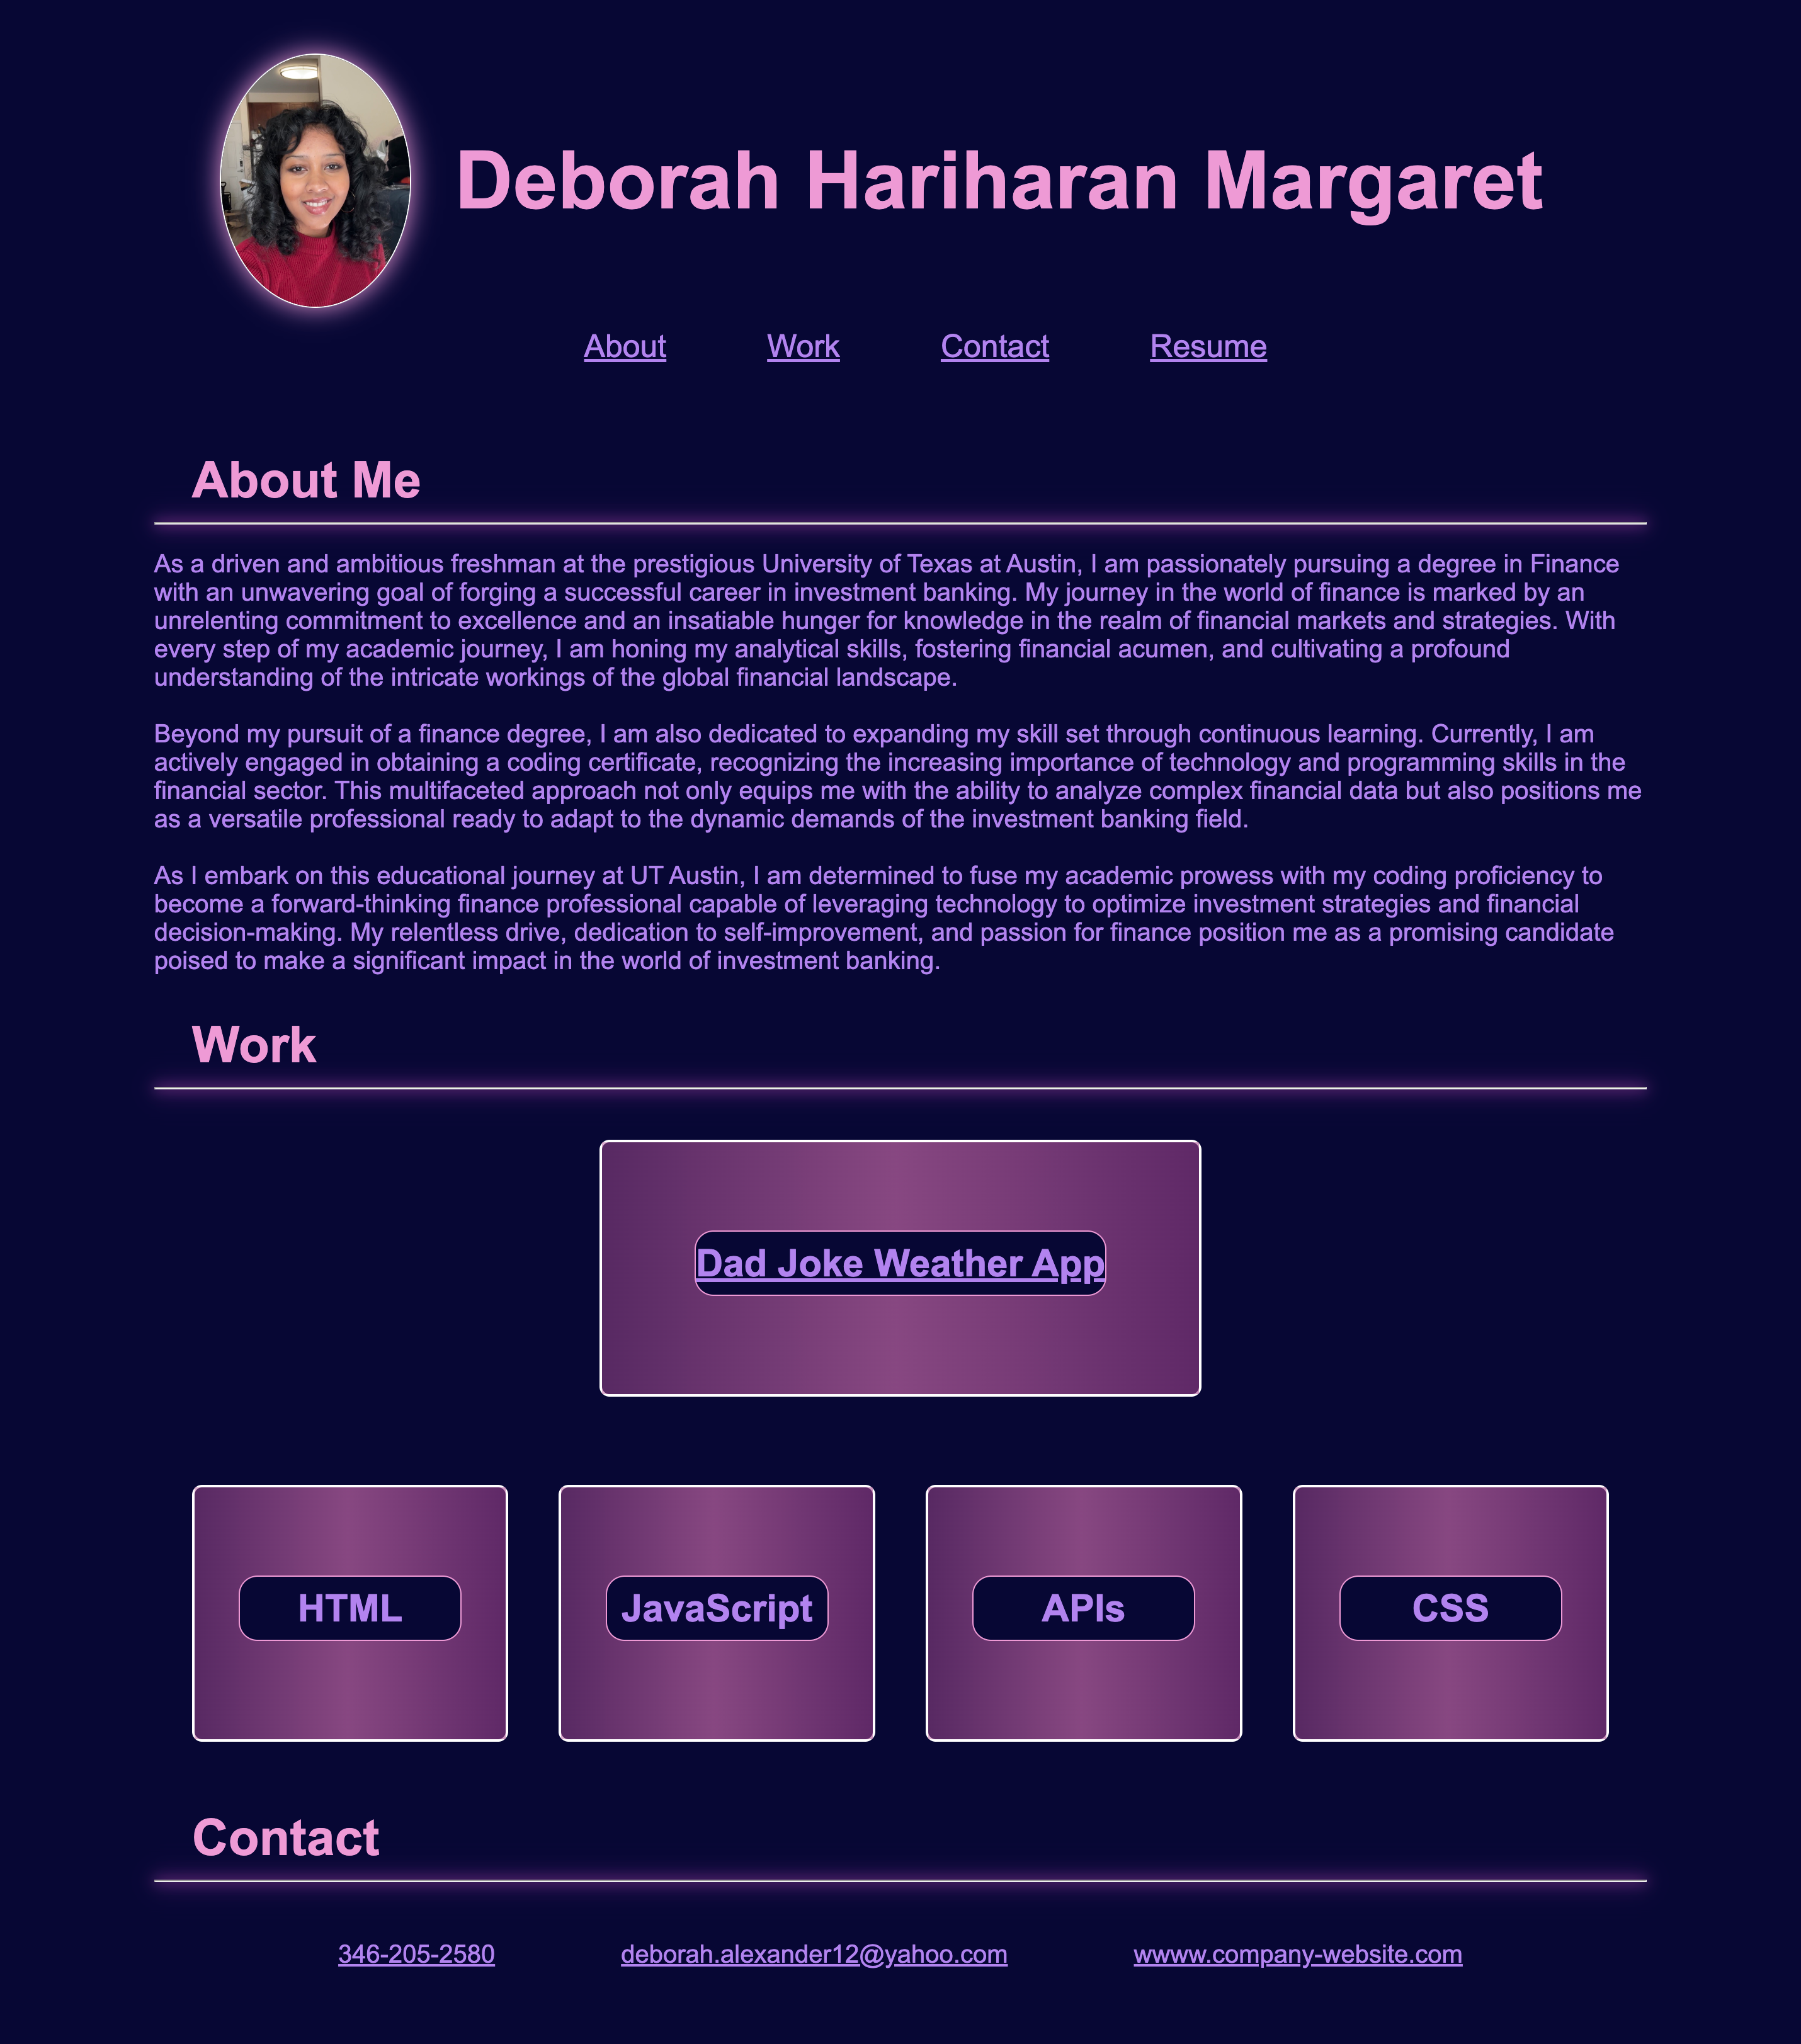 Deborah Hariharan Margaret
About Work Contact Resume
About Me
As a driven and ambitious freshman at the prestigious University of Texas at Austin, I am passionately pursuing a degree in Finance
with an unwavering goal of forging a successful career in investment banking. My journey in the world of finance is marked by an
unrelenting commitment to excellence and an insatiable hunger for knowledge in the realm of financial markets and strategies. With
every step of my academic journey, I am honing my analytical skills, fostering financial acumen, and cultivating a profound
understanding of the intricate workings of the global financial landscape.
Beyond my pursuit of a finance degree, I am also dedicated to expanding my skill set through continuous learning. Currently, I am
actively engaged in obtaining a coding certificate, recognizing the increasing importance of technology and programming skills in the
financial sector. This multifaceted approach not only equips me with the ability to analyze complex financial data but also positions me
as a versatile professional ready to adapt to the dynamic demands of the investment banking field.
As I embark on this educational journey at UT Austin, I am determined to fuse my academic prowess with my coding proficiency to
become a forward-thinking finance professional capable of leveraging technology to optimize investment strategies and financial
decision-making. My relentless drive, dedication to self-improvement, and passion for finance position me as a promising candidate
poised to make a significant impact in the world of investment banking.
Work
Dad Joke Weather App
HTML JavaScript APIs CSS
Contact
346-205-2580 deborah.alexander12@yahoo.com wwww.company-website.com